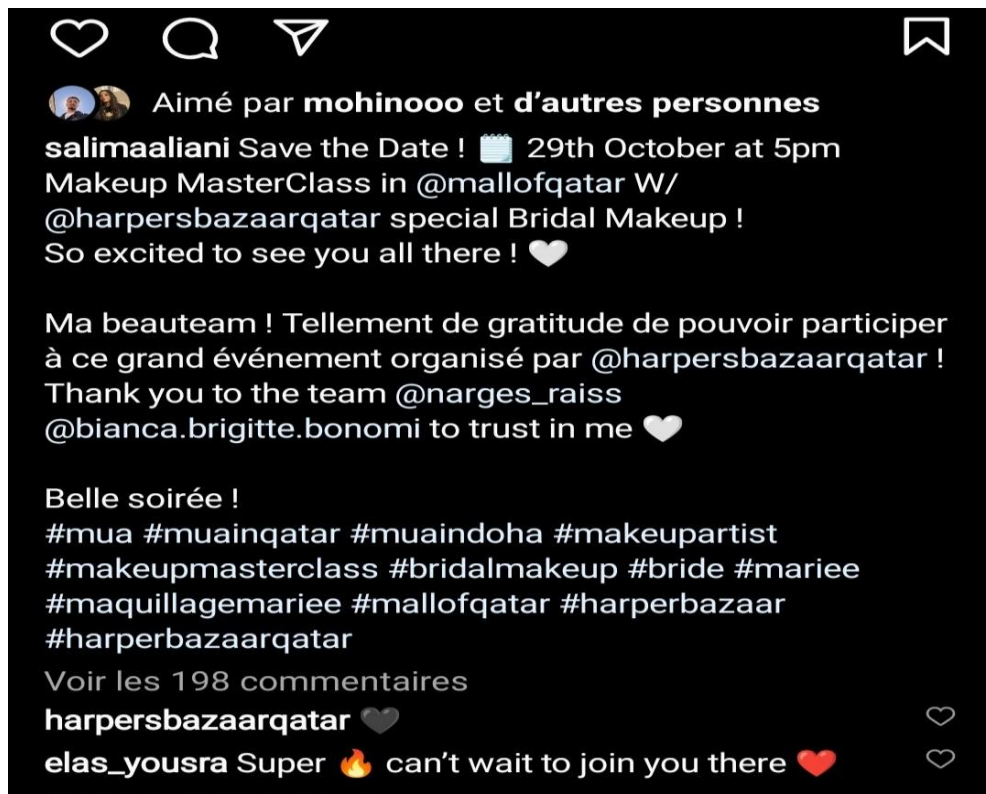 Aimé par mohinooo et d’autres personnes
salimaaliani Save the Date ! 🗓️ 29th October at 5pm
Makeup MasterClass in @mallofqatar W/
@harpersbazaarqatar special Bridal Makeup !
So excited to see you all there ! 🤍
Ma beauteam ! Tellement de gratitude de pouvoir participer
à ce grand événement organisé par @harpersbazaarqatar !
Thank you to the team @narges_raiss
@bianca.brigitte.bonomi to trust in me 🤍
Belle soirée !
#mua #muainqatar #muaindoha #makeupartist
#makeupmasterclass #bridalmakeup #bride #mariee
#maquillagemariee #mallofqatar #harperbazaar
#harperbazaarqatar
Voir les 198 commentaires
harpersbazaarqatar 🖤
elas_yousra Super 🔥 can’t wait to join you there ❤️